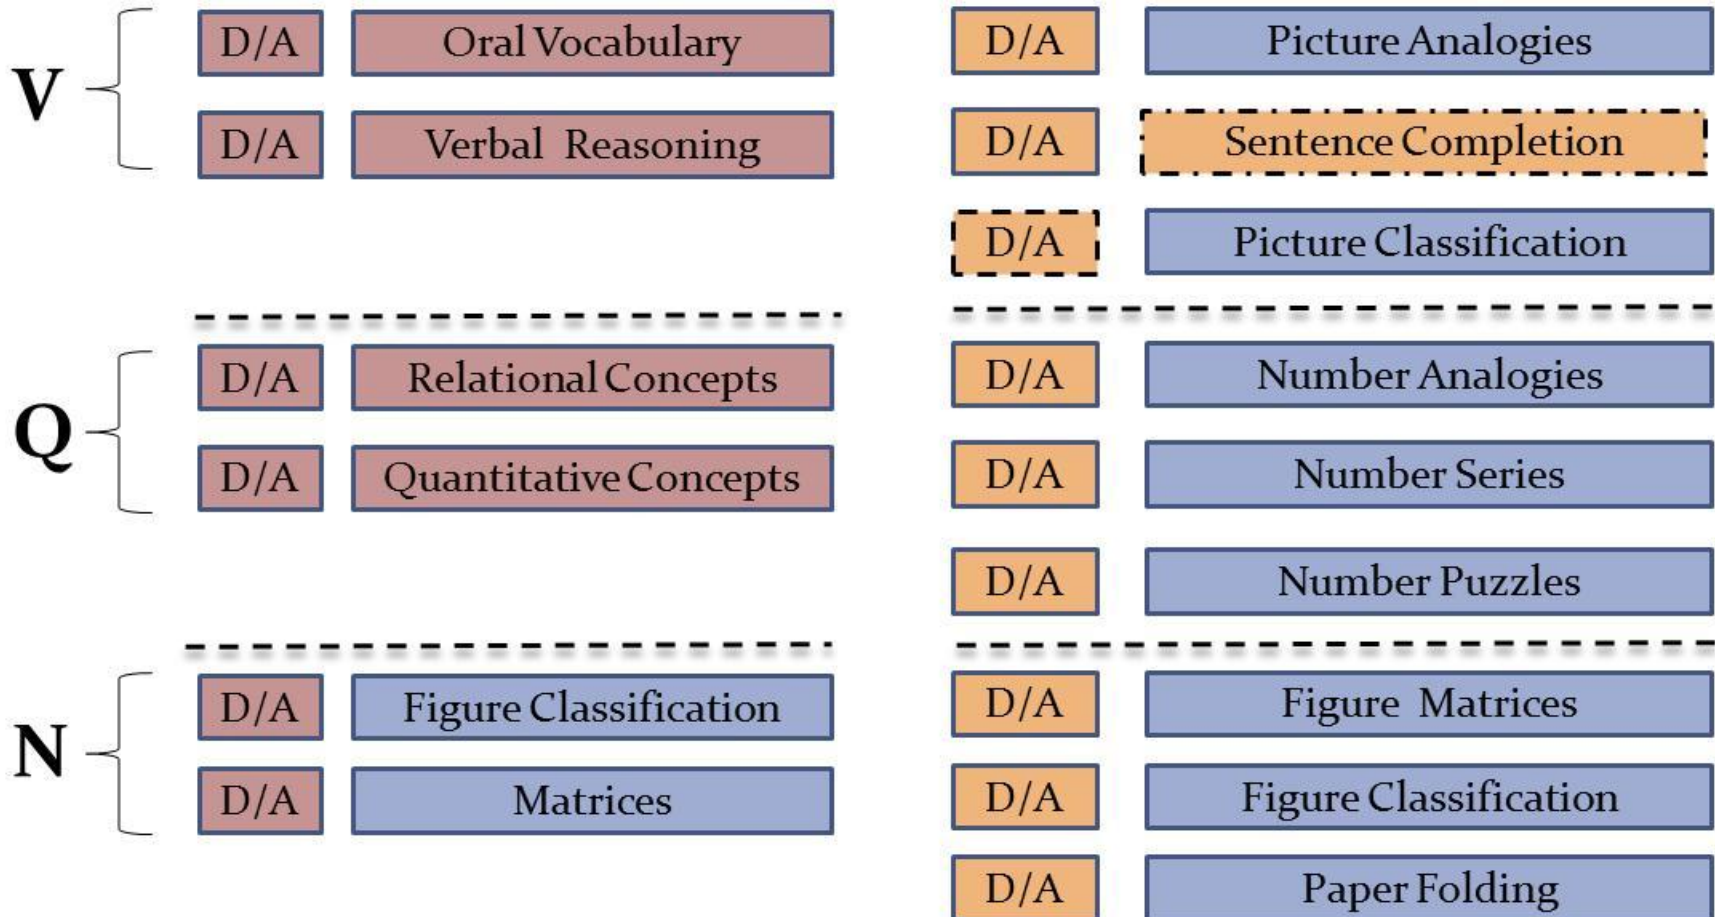 V
D/A Oral Vocabulary D/A Picture Analogies
D/A Verbal Reasoning D/A Sentence Completion
D/A Picture Classification
Q
D/A Relational Concepts D/A Number Analogies
D/A Quantitative Concepts D/A Number Series
D/A Number Puzzles
N
D/A Figure Classification D/A Figure Matrices
D/A Matrices D/A Figure Classification
D/A Paper Folding